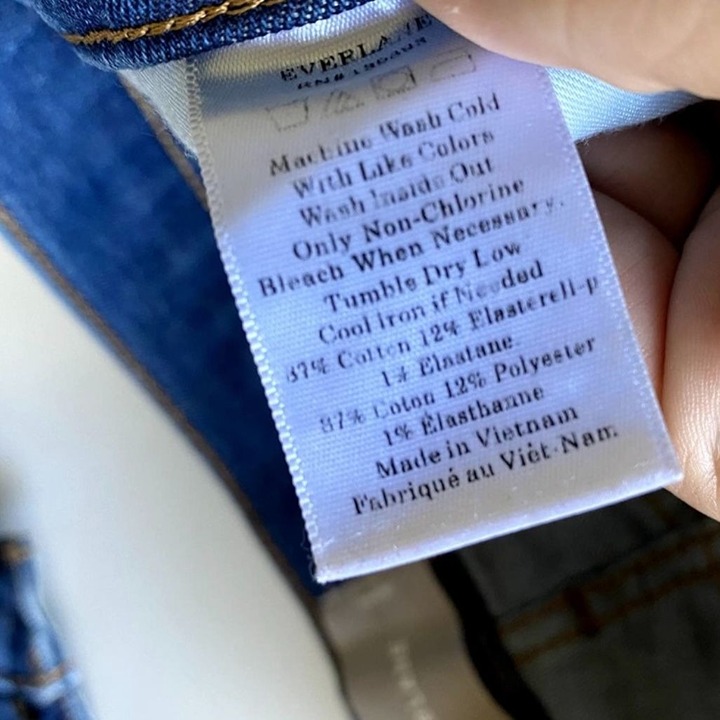 EVERLANE
Machine Wash Cold
With Like Colors
Wash Inside Out
Only Non-Chlorine
Bleach When Necessary.
Tumble Dry Low
Cool Iron if Needed
87% Cotton 12% Elasterell-p
1% Elastane
87% Coton 12% Polyester
1% Élasthanne
Made in Vietnam
Fabriqué au Viêt-Nam